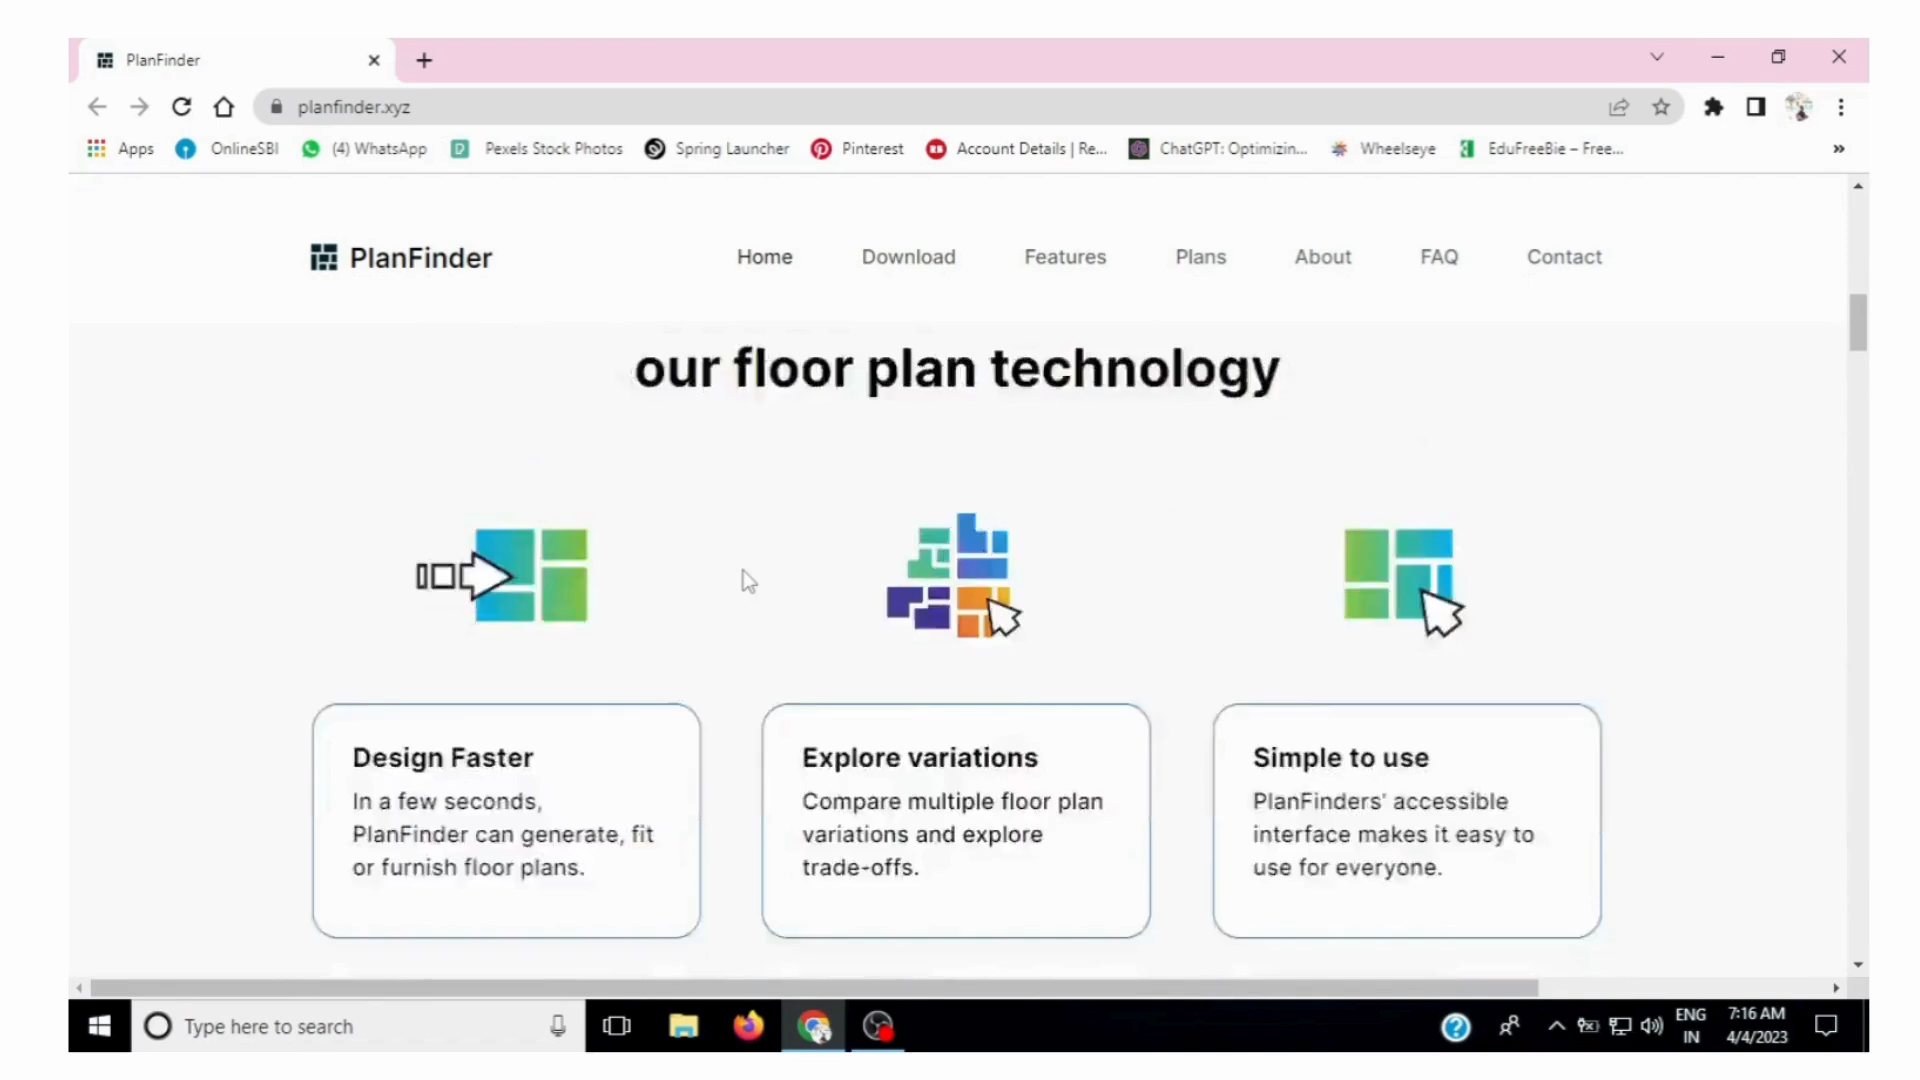 PlanFinder
planfinder.xyz
Apps OnlineSBI (4) WhatsApp Pexels Stock Photos Spring Launcher Pinterest Account Details | Re... ChatGPT: Optimizin... Wheelseye EduFreeBie – Free... »
PlanFinder Home Download Features Plans About FAQ Contact
our floor plan technology
Design Faster
In a few seconds,
PlanFinder can generate, fit
or furnish floor plans.
Explore variations
Compare multiple floor plan
variations and explore
trade-offs.
Simple to use
PlanFinders' accessible
interface makes it easy to
use for everyone.
Type here to search
ENG
IN
7:16 AM
4/4/2023